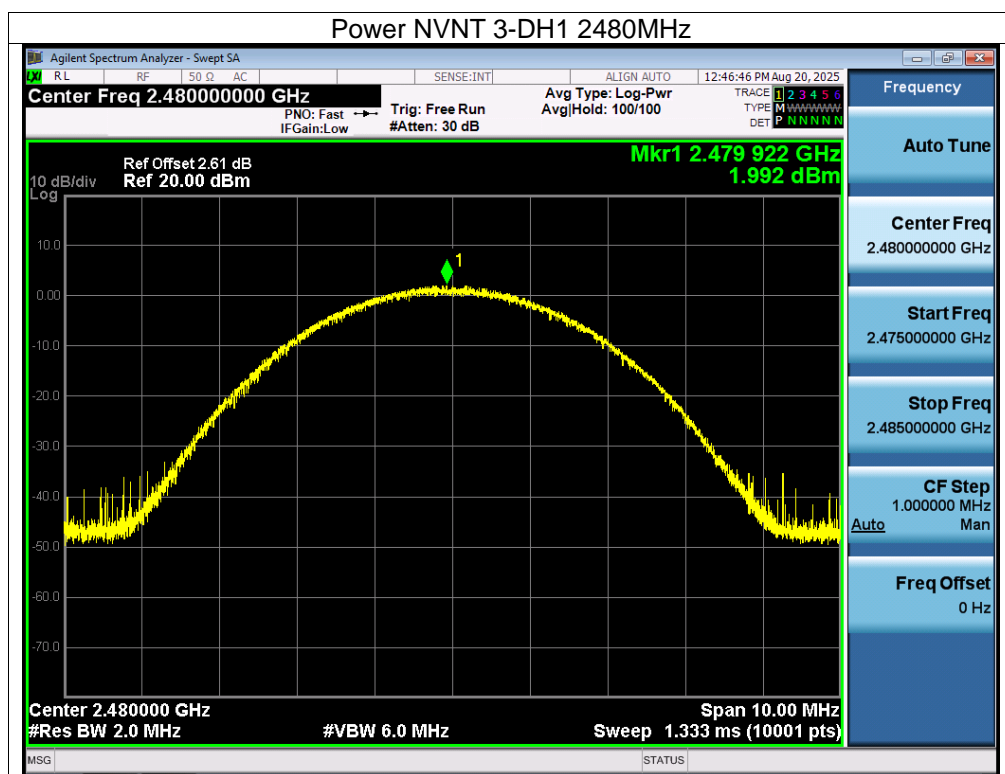 Power NVNT 3-DH1 2480MHz
Agilent Spectrum Analyzer - Swept SA
LXI RL RF 50 Ω AC SENSE:INT ALIGN AUTO 12:46:46 PM Aug 20, 2025
Center Freq 2.480000000 GHz
PNO: Fast
IFGain:Low
Trig: Free Run
#Atten: 30 dB
Avg Type: Log-Pwr
Avg|Hold: 100/100
TRACE 1 2 3 4 5 6
TYPE M WWWWW
DET P N N N N N
Ref Offset 2.61 dB
10 dB/div Ref 20.00 dBm
Log
Mkr1 2.479 922 GHz
1.992 dBm
1
10.0
0.00
-10.0
-20.0
-30.0
-40.0
-50.0
-60.0
-70.0
Center 2.480000 GHz Span 10.00 MHz
#Res BW 2.0 MHz #VBW 6.0 MHz Sweep 1.333 ms (10001 pts)
MSG STATUS
Frequency
Auto Tune
Center Freq
2.480000000 GHz
Start Freq
2.475000000 GHz
Stop Freq
2.485000000 GHz
CF Step
1.000000 MHz
Auto Man
Freq Offset
0 Hz